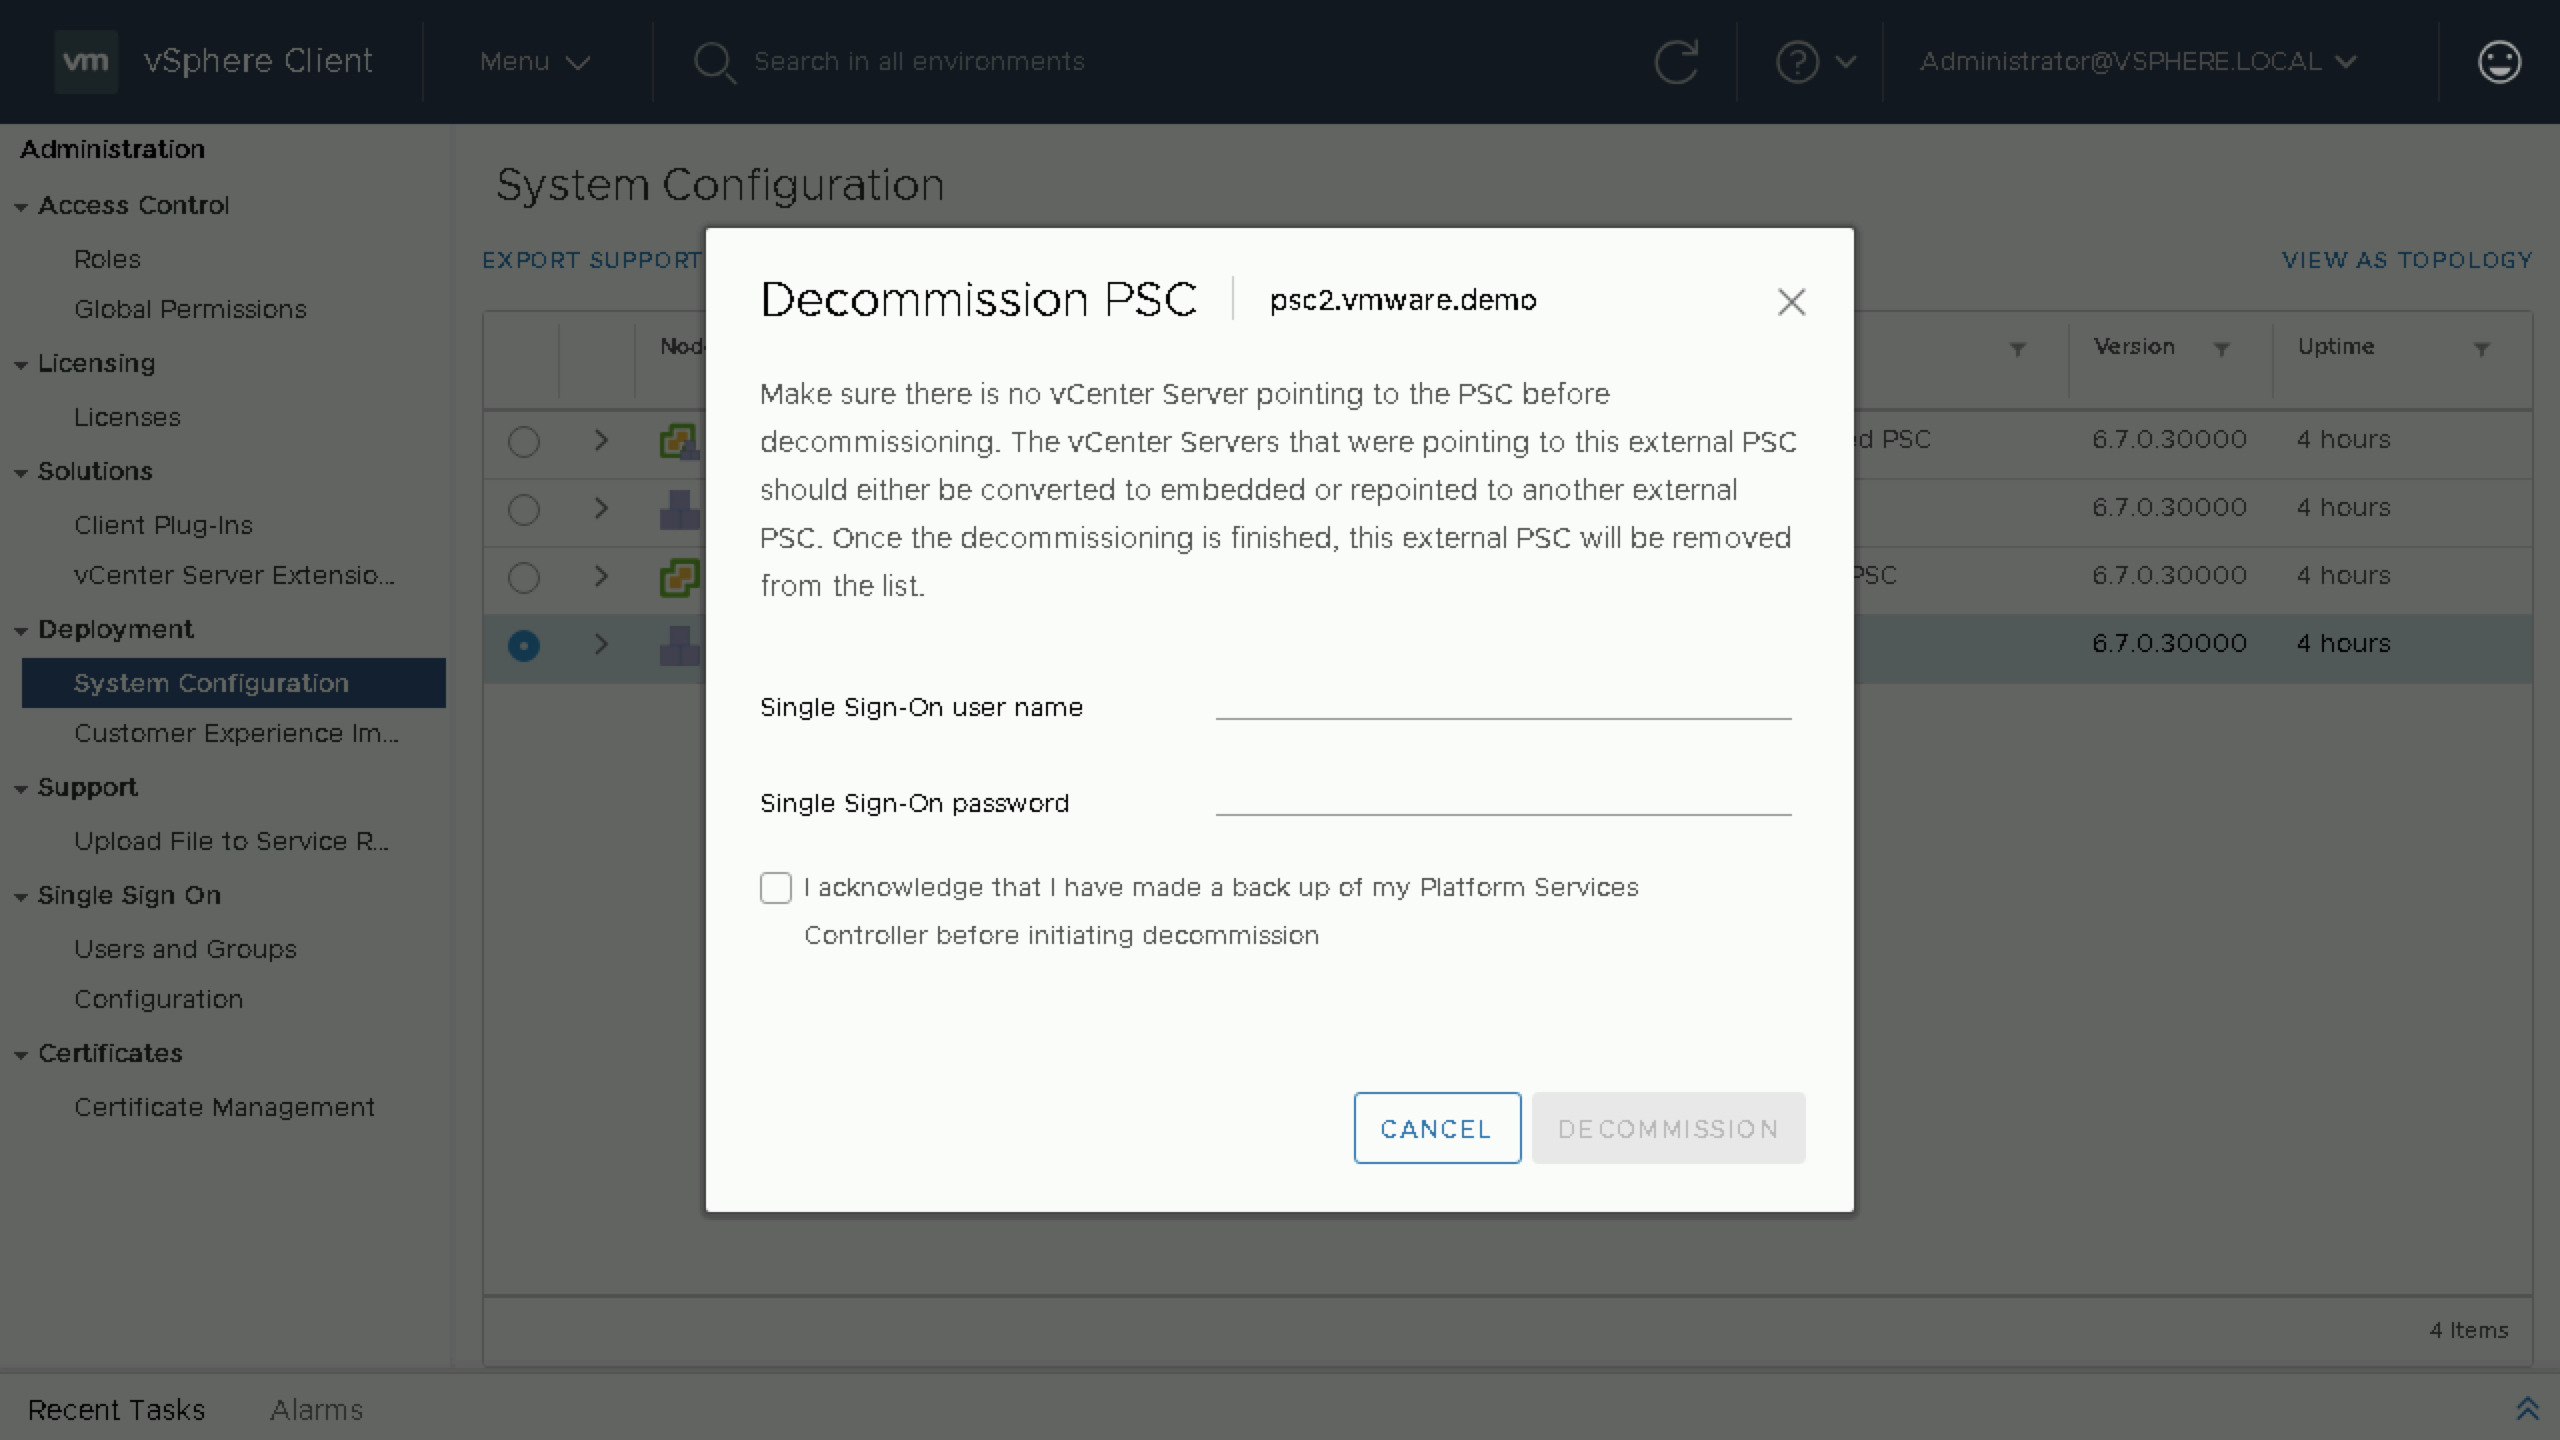 vm vSphere Client Menu Search in all environments Administrator@VSPHERE.LOCAL
Administration
Access Control
Roles
Global Permissions
Licensing
Licenses
Solutions
Client Plug-Ins
vCenter Server Extensio...
Deployment
System Configuration
Customer Experience Im...
Support
Upload File to Service R...
Single Sign On
Users and Groups
Configuration
Certificates
Certificate Management
System Configuration
EXPORT SUPPORT
VIEW AS TOPOLOGY
Nod Version Uptime
d PSC 6.7.0.30000 4 hours
6.7.0.30000 4 hours
PSC 6.7.0.30000 4 hours
6.7.0.30000 4 hours
4 Items
Decommission PSC psc2.vmware.demo
Make sure there is no vCenter Server pointing to the PSC before
decommissioning. The vCenter Servers that were pointing to this external PSC
should either be converted to embedded or repointed to another external
PSC. Once the decommissioning is finished, this external PSC will be removed
from the list.
Single Sign-On user name
Single Sign-On password
I acknowledge that I have made a back up of my Platform Services
Controller before initiating decommission
CANCEL DECOMMISSION
Recent Tasks Alarms